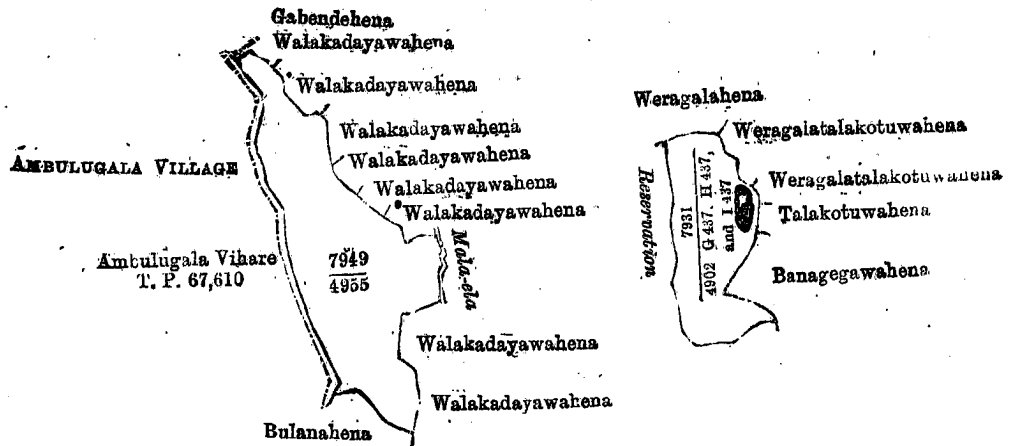 Gabendehena
Walakadayawahena
Walakadayawahena
Walakadayawahena
Walakadayawahena
Walakadayawahena
Walakadayawahena
AMBULUGALA VILLAGE
Ambulugala Vihare
T. P. 67,610
7949
4955
Mala-ela
Walakadayawahena
Walakadayawahena
Bulanahena
Weragalahena
Weragalatalakotuwahena
Weragalatalakotuwahena
Talakotuwahena
Banagegawahena
Reservation
7931
4902 G 437, H 437,
and I 437